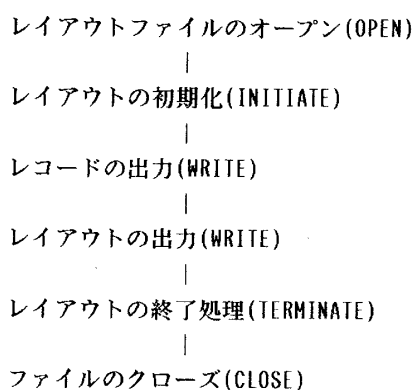 レイアウトファイルのオープン(OPEN)
レイアウトの初期化(INITIATE)
レコードの出力(WRITE)
レイアウトの出力(WRITE)
レイアウトの終了処理(TERMINATE)
ファイルのクローズ(CLOSE)